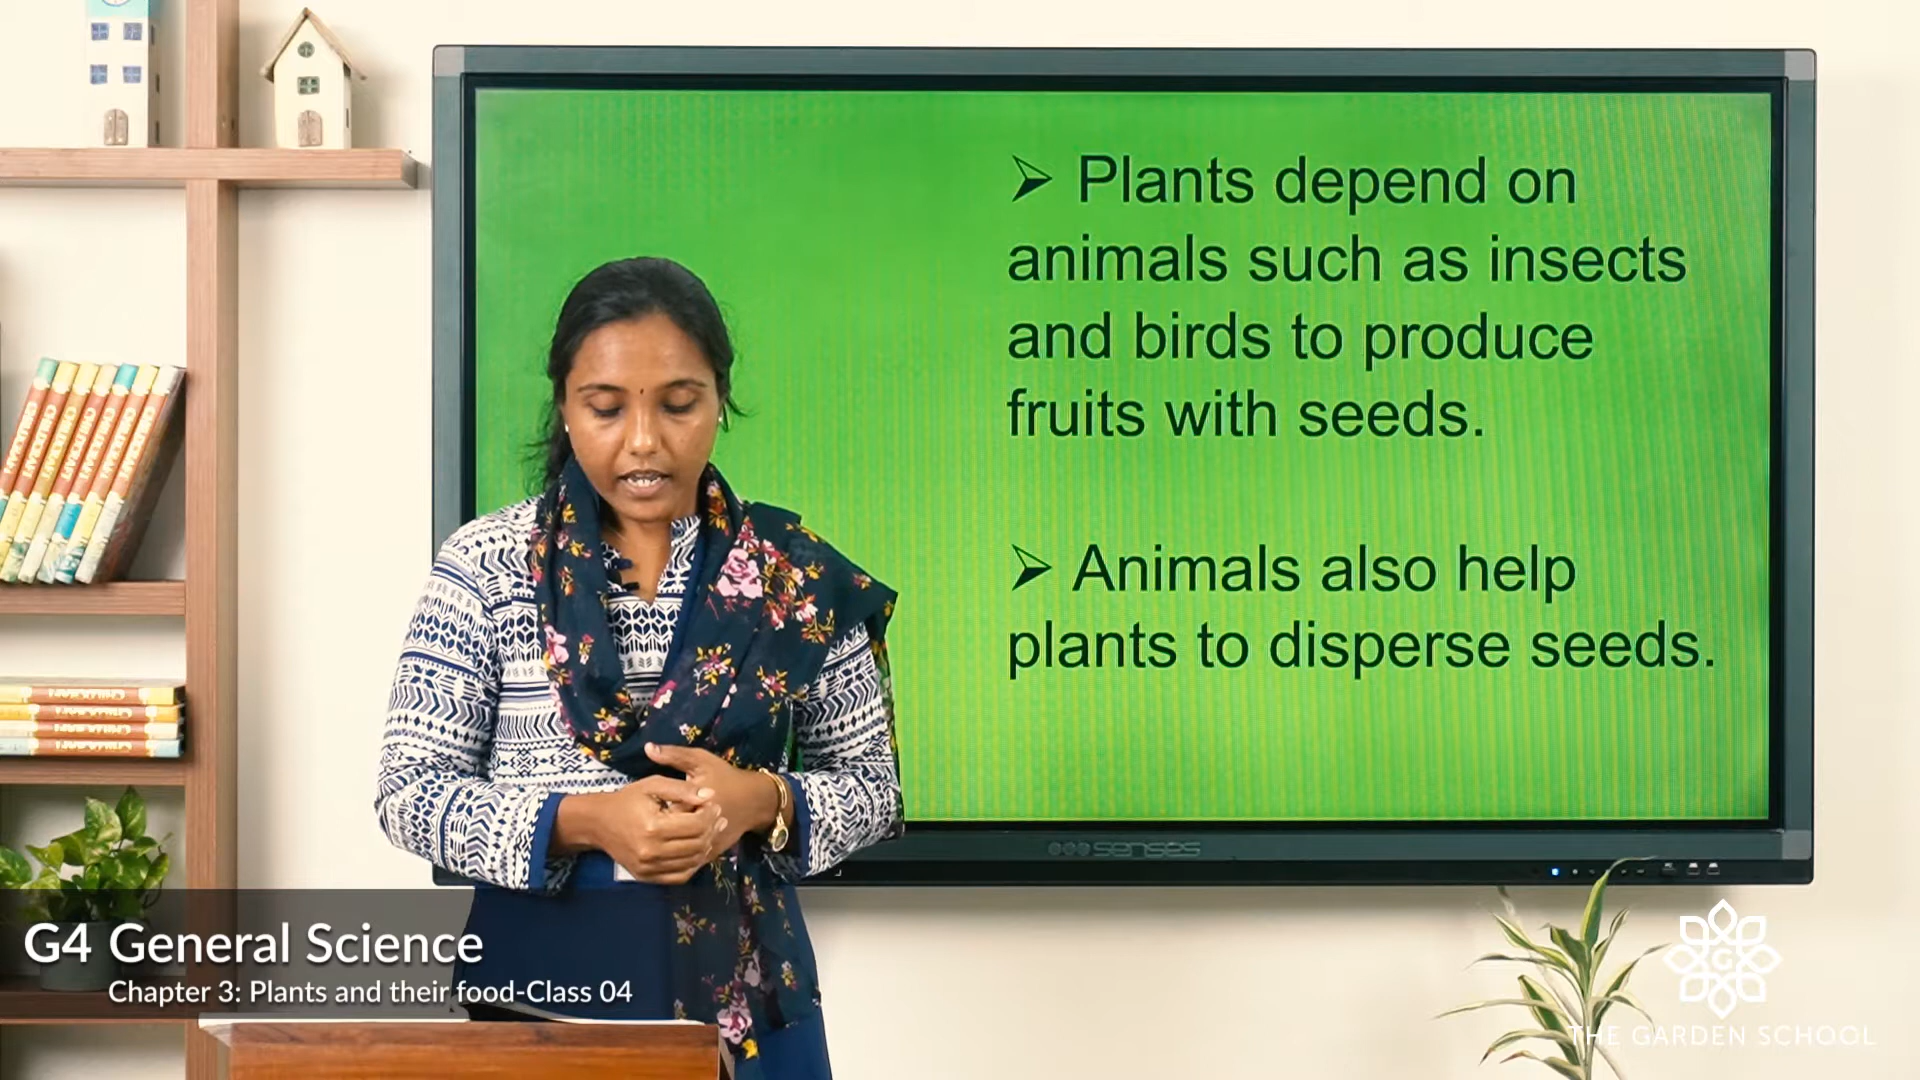 ➢ Plants depend on
animals such as insects
and birds to produce
fruits with seeds.
➢ Animals also help
plants to disperse seeds.
senses
G4 General Science
Chapter 3: Plants and their food-Class 04
G
THE GARDEN SCHOOL